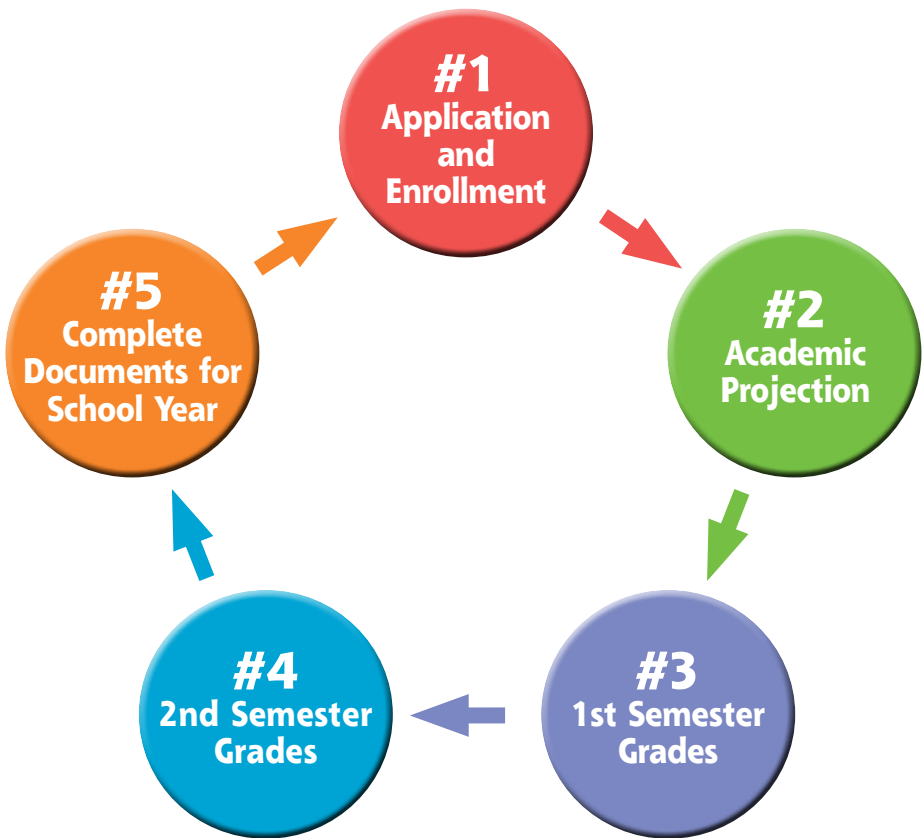 #1
Application
and
Enrollment
#2
Academic
Projection
#3
1st Semester
Grades
#4
2nd Semester
Grades
#5
Complete
Documents for
School Year